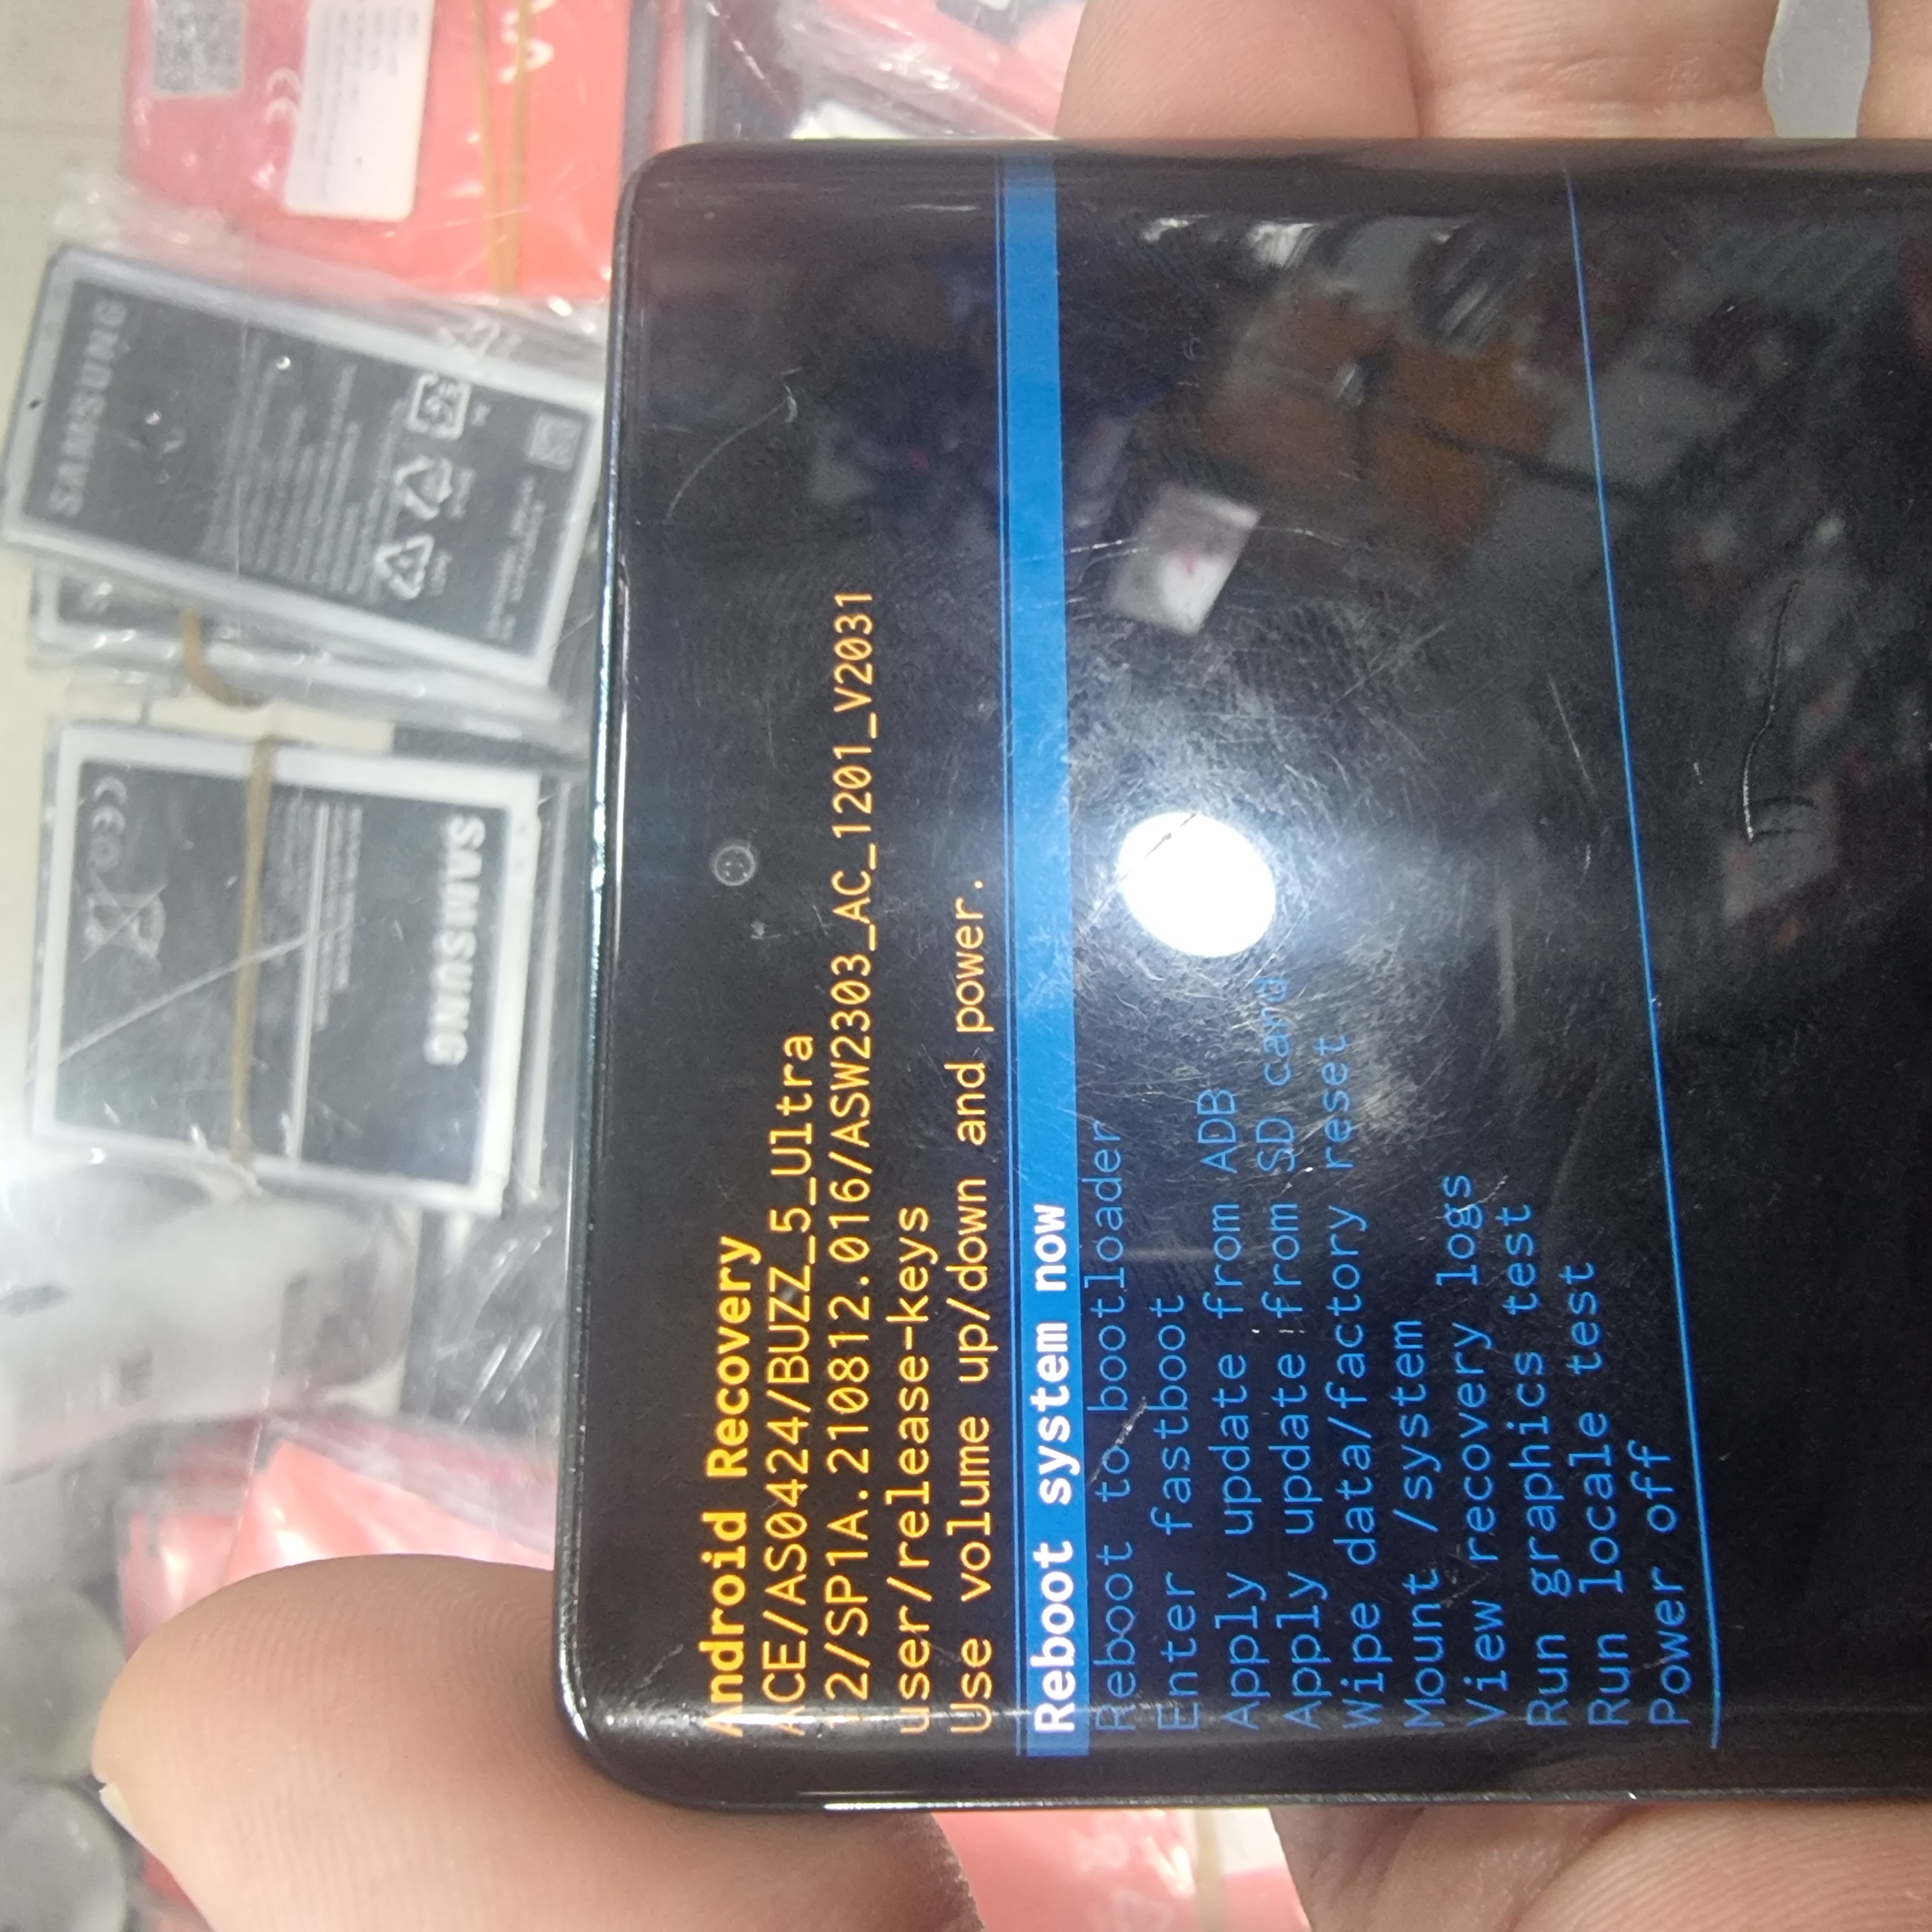 Android Recovery
ACE/AS0424/BUZZ_5_Ultra
12/SP1A.210812.016/ASW2303_AC_1201_V2031
user/release-keys
Use volume up/down and power.
Reboot system now
Reboot to bootloader
Enter fastboot
Apply update from ADB
Apply update from SD card
Wipe data/factory reset
Mount /system
View recovery logs
Run graphics test
Run locale test
Power off
SAMSUNG
SAMSUNG